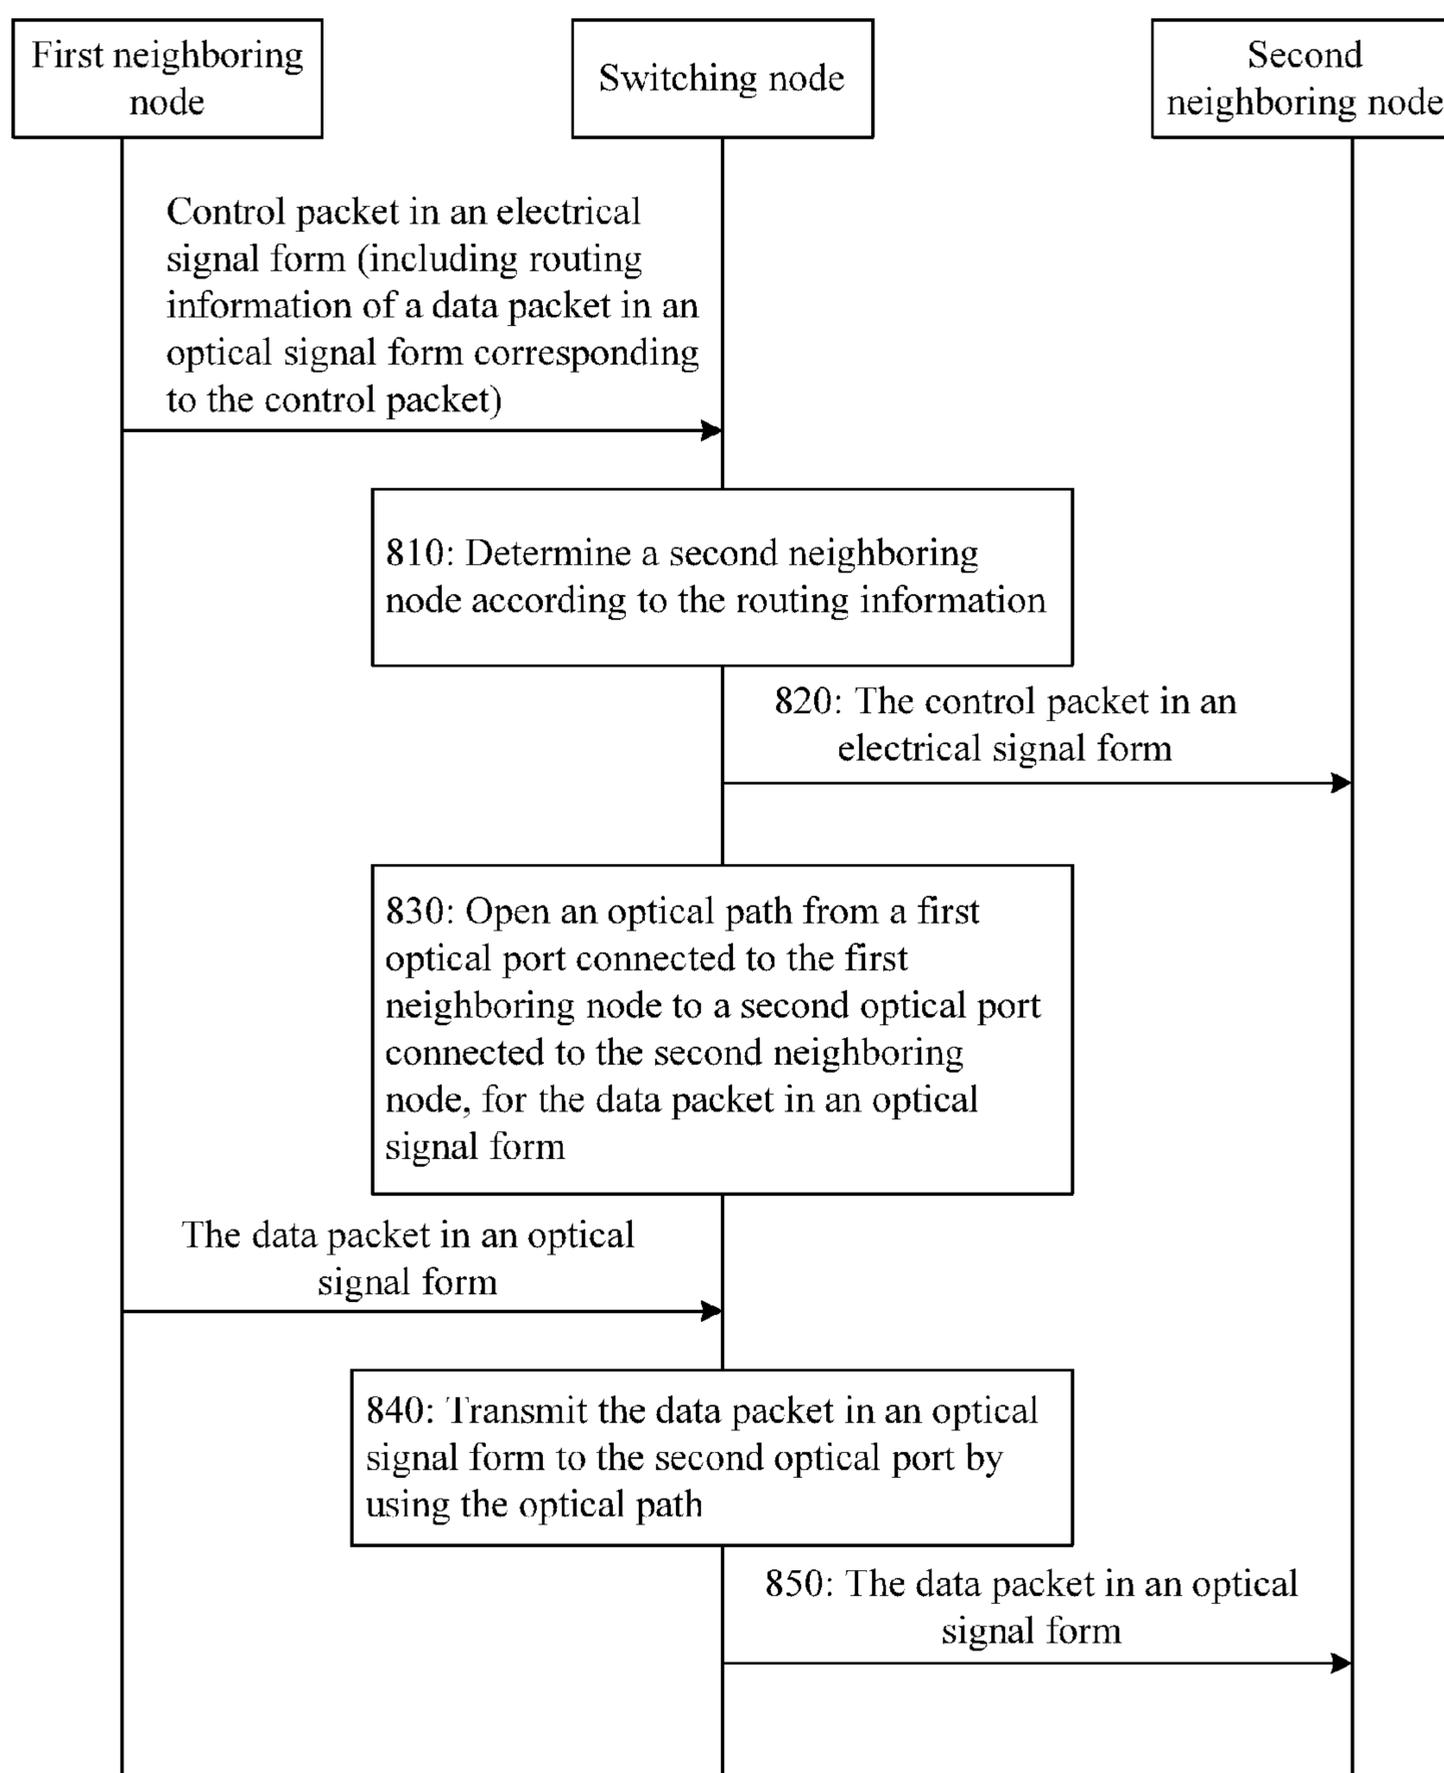 First neighboring
node
Switching node
Second
neighboring node
Control packet in an electrical
signal form (including routing
information of a data packet in an
optical signal form corresponding
to the control packet)
810: Determine a second neighboring
node according to the routing information
820: The control packet in an
electrical signal form
830: Open an optical path from a first
optical port connected to the first
neighboring node to a second optical port
connected to the second neighboring
node, for the data packet in an optical
signal form
The data packet in an optical
signal form
840: Transmit the data packet in an optical
signal form to the second optical port by
using the optical path
850: The data packet in an optical
signal form